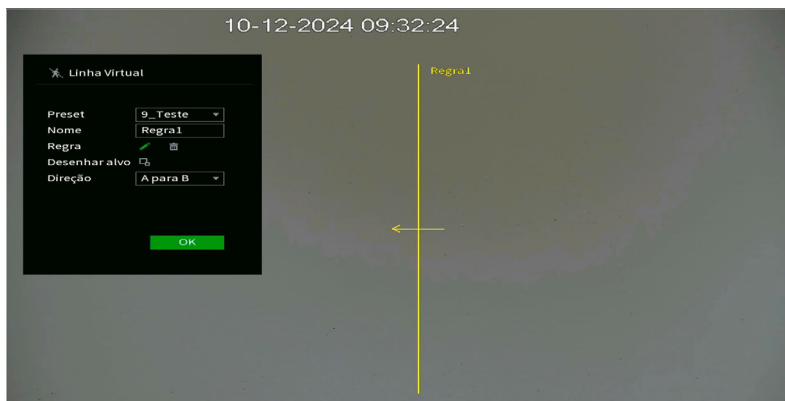 10-12-2024 09:32:24
Linha Virtual
Regra1
Preset 9_Teste
Nome Regra1
Regra
Desenhar alvo
Direção A para B
OK